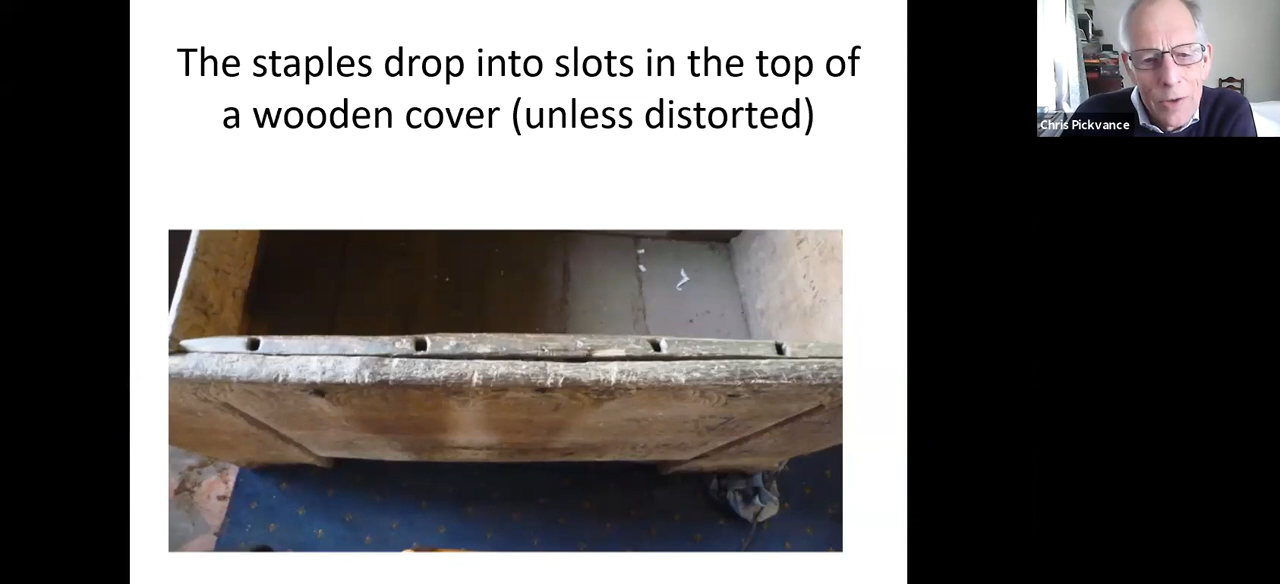 The staples drop into slots in the top of
a wooden cover (unless distorted)
Chris Pickvance